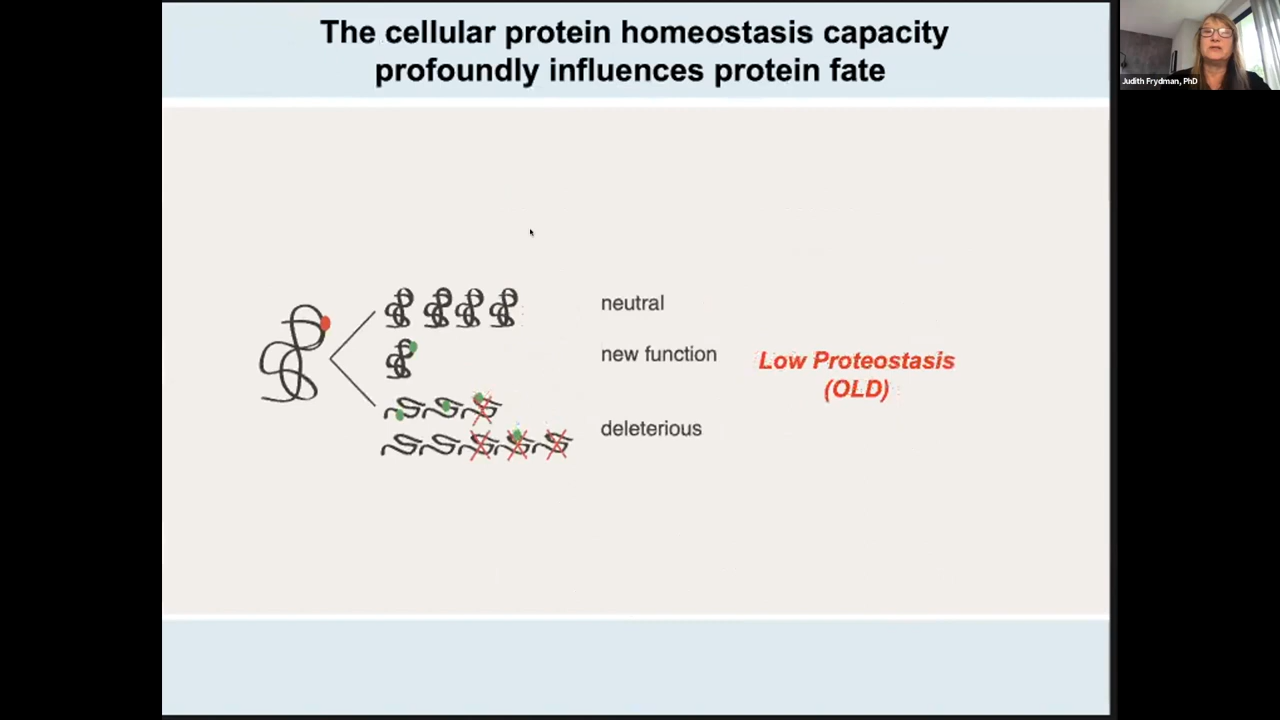 The cellular protein homeostasis capacity
profoundly influences protein fate
Judith Frydman, PhD
neutral
new function
Low Proteostasis
(OLD)
deleterious